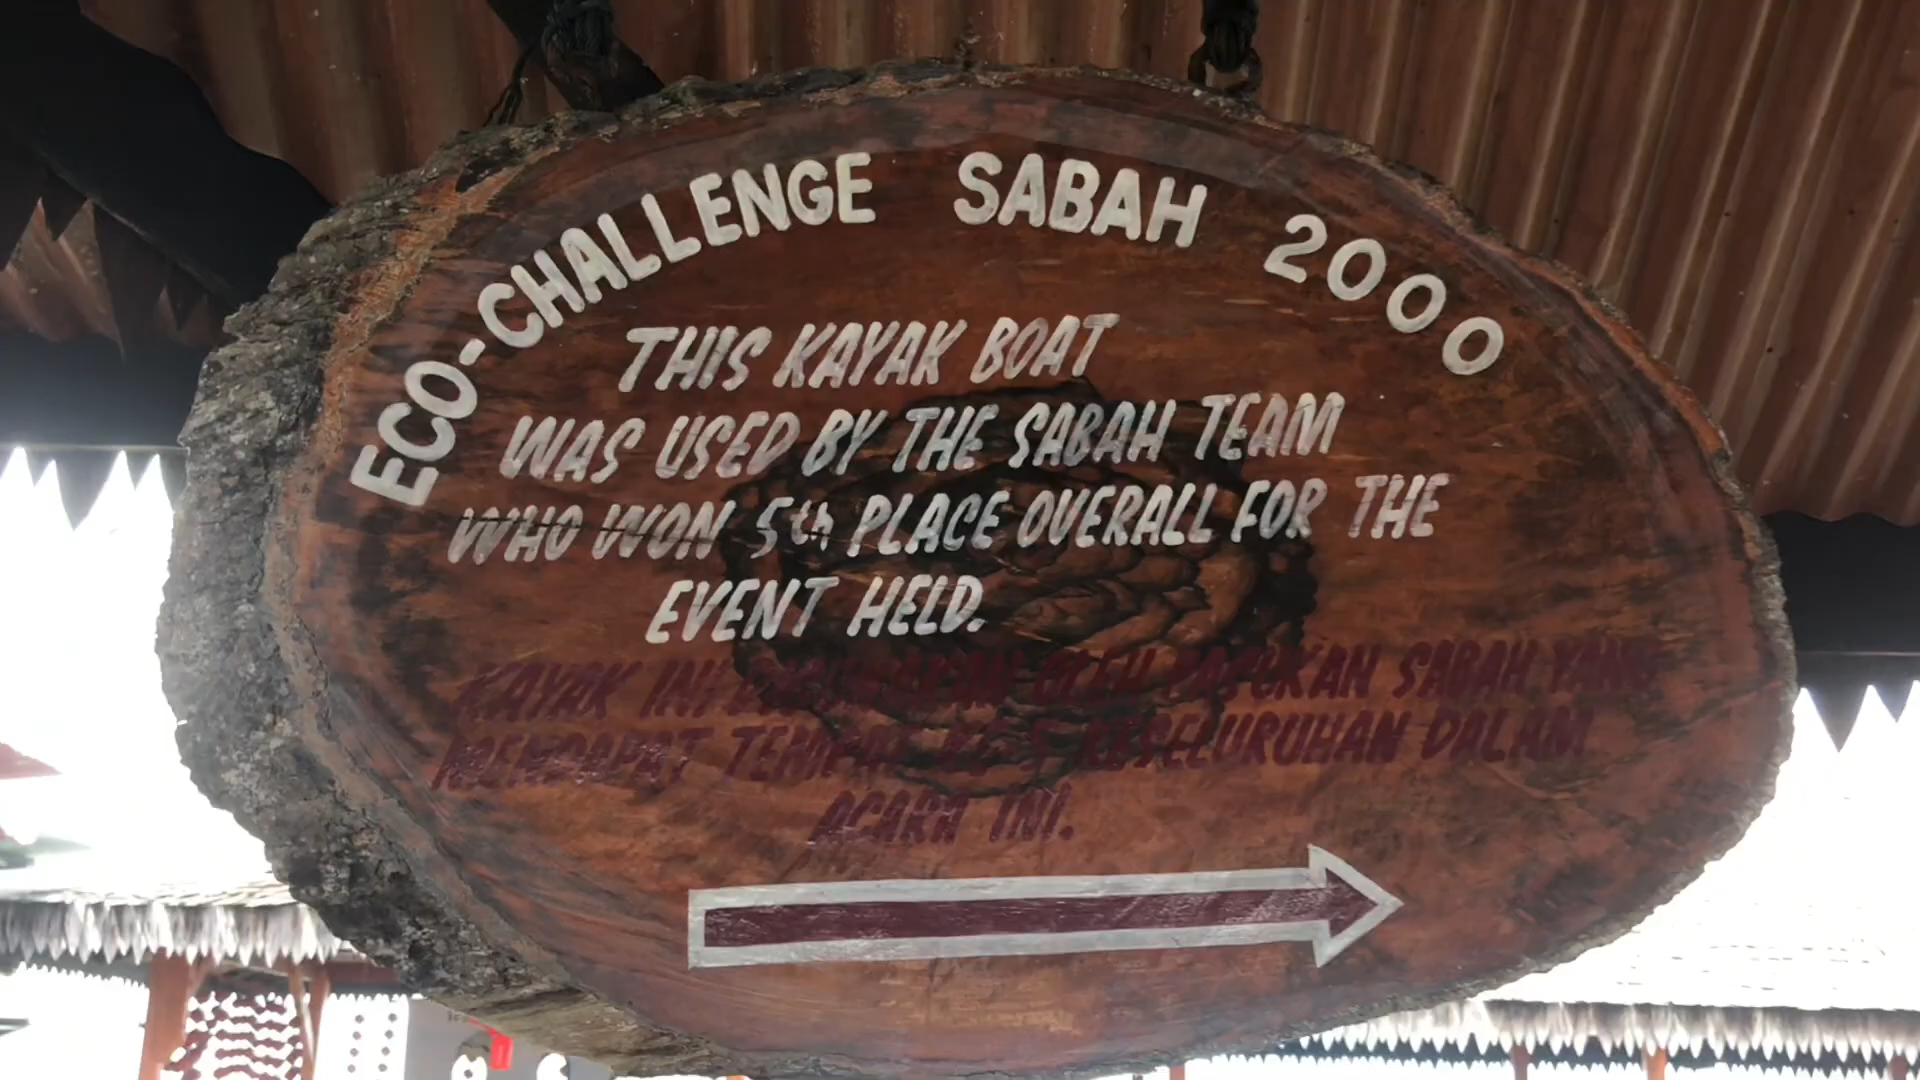 ECO-CHALLENGE SABAH 2000
THIS KAYAK BOAT
WAS USED BY THE SABAH TEAM
WHO WON 5th PLACE OVERALL FOR THE
EVENT HELD.
KAYAK INI DIGUNAKAN OLEH PASUKAN SABAH YANG
MENDAPAT TEMPAT KE 5 KESELURUHAN DALAM
ACARA INI.